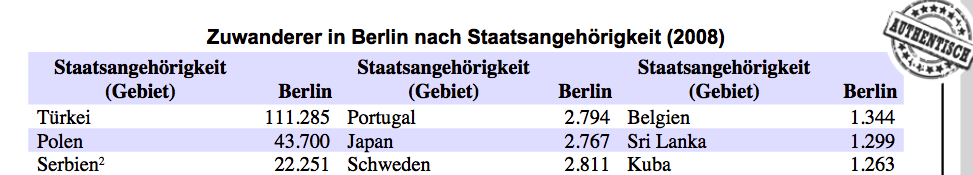 Zuwanderer in Berlin nach Staatsangehörigkeit (2008)
AUTHENTISCH
Staatsangehörigkeit Staatsangehörigkeit Staatsangehörigkeit
(Gebiet) Berlin (Gebiet) Berlin (Gebiet) Berlin
Türkei 111.285 Portugal 2.794 Belgien 1.344
Polen 43.700 Japan 2.767 Sri Lanka 1.299
Serbien² 22.251 Schweden 2.811 Kuba 1.263